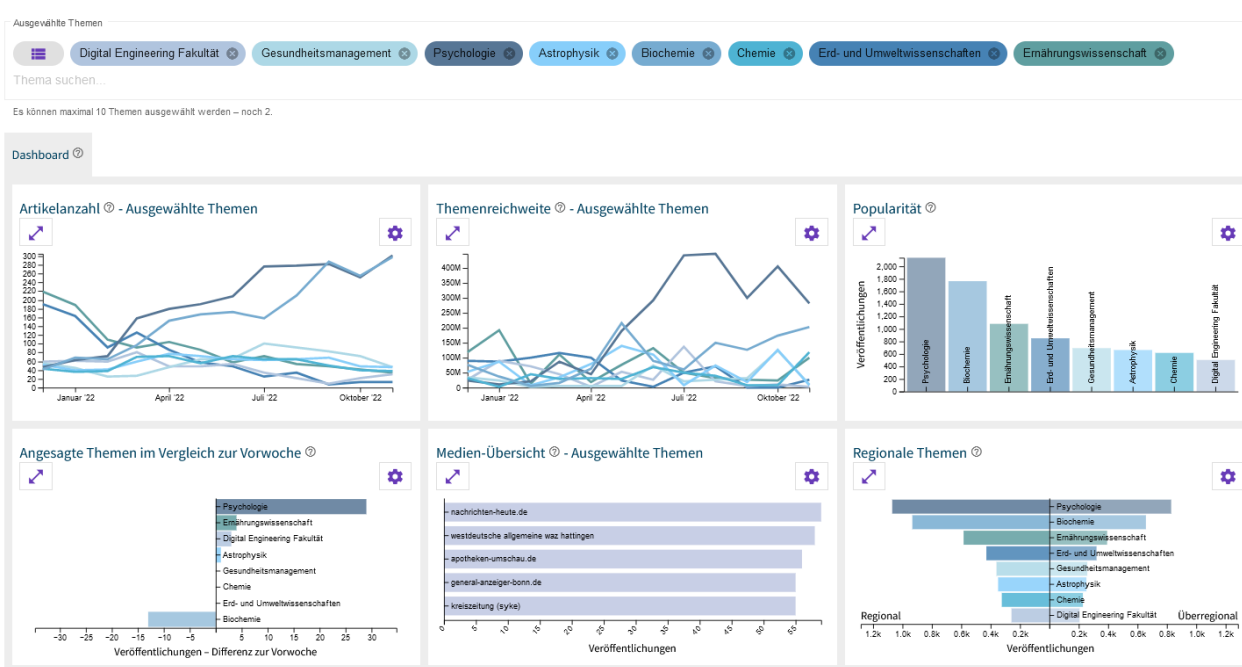 Ausgewählte Themen
Digital Engineering Fakultät Gesundheitsmanagement Psychologie Astrophysik Biochemie Chemie Erd- und Umweltwissenschaften Ernährungswissenschaft
Thema suchen...
Es können maximal 10 Themen ausgewählt werden – noch 2.
Dashboard
Artikelanzahl - Ausgewählte Themen
300
280
260
240
220
200
180
160
140
120
100
80
60
40
20
0
Januar '22 April '22 Juli '22 Oktober '22
Themenreichweite - Ausgewählte Themen
400M
350M
300M
250M
200M
150M
100M
50M
0
Januar '22 April '22 Juli '22 Oktober '22
Popularität
Veröffentlichungen
2,000
1,800
1,600
1,400
1,200
1,000
800
600
400
200
0
Psychologie
Biochemie
Ernährungswissenschaft
Erd- und Umweltwissenschaften
Gesundheitsmanagement
Astrophysik
Chemie
Digital Engineering Fakultät
Angesagte Themen im Vergleich zur Vorwoche
Psychologie
Ernährungswissenschaft
Digital Engineering Fakultät
Astrophysik
Gesundheitsmanagement
Chemie
Erd- und Umweltwissenschaften
Biochemie
−30 −25 −20 −15 −10 −5 0 5 10 15 20 25 30
Veröffentlichungen – Differenz zur Vorwoche
Medien-Übersicht - Ausgewählte Themen
nachrichten-heute.de
westdeutsche allgemeine waz hattingen
apotheken-umschau.de
general-anzeiger-bonn.de
kreiszeitung (syke)
0 5 10 15 20 25 30 35 40 45 50 55
Veröffentlichungen
Regionale Themen
Psychologie
Biochemie
Ernährungswissenschaft
Erd- und Umweltwissenschaften
Gesundheitsmanagement
Astrophysik
Chemie
Digital Engineering Fakultät
Regional Überregional
1.2k 1.0k 0.8k 0.6k 0.4k 0.2k 0.2k 0.4k 0.6k 0.8k 1.0k 1.2k
Veröffentlichungen